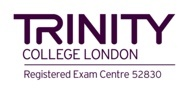 TRINITY
COLLEGE LONDON
Registered Exam Centre 52830